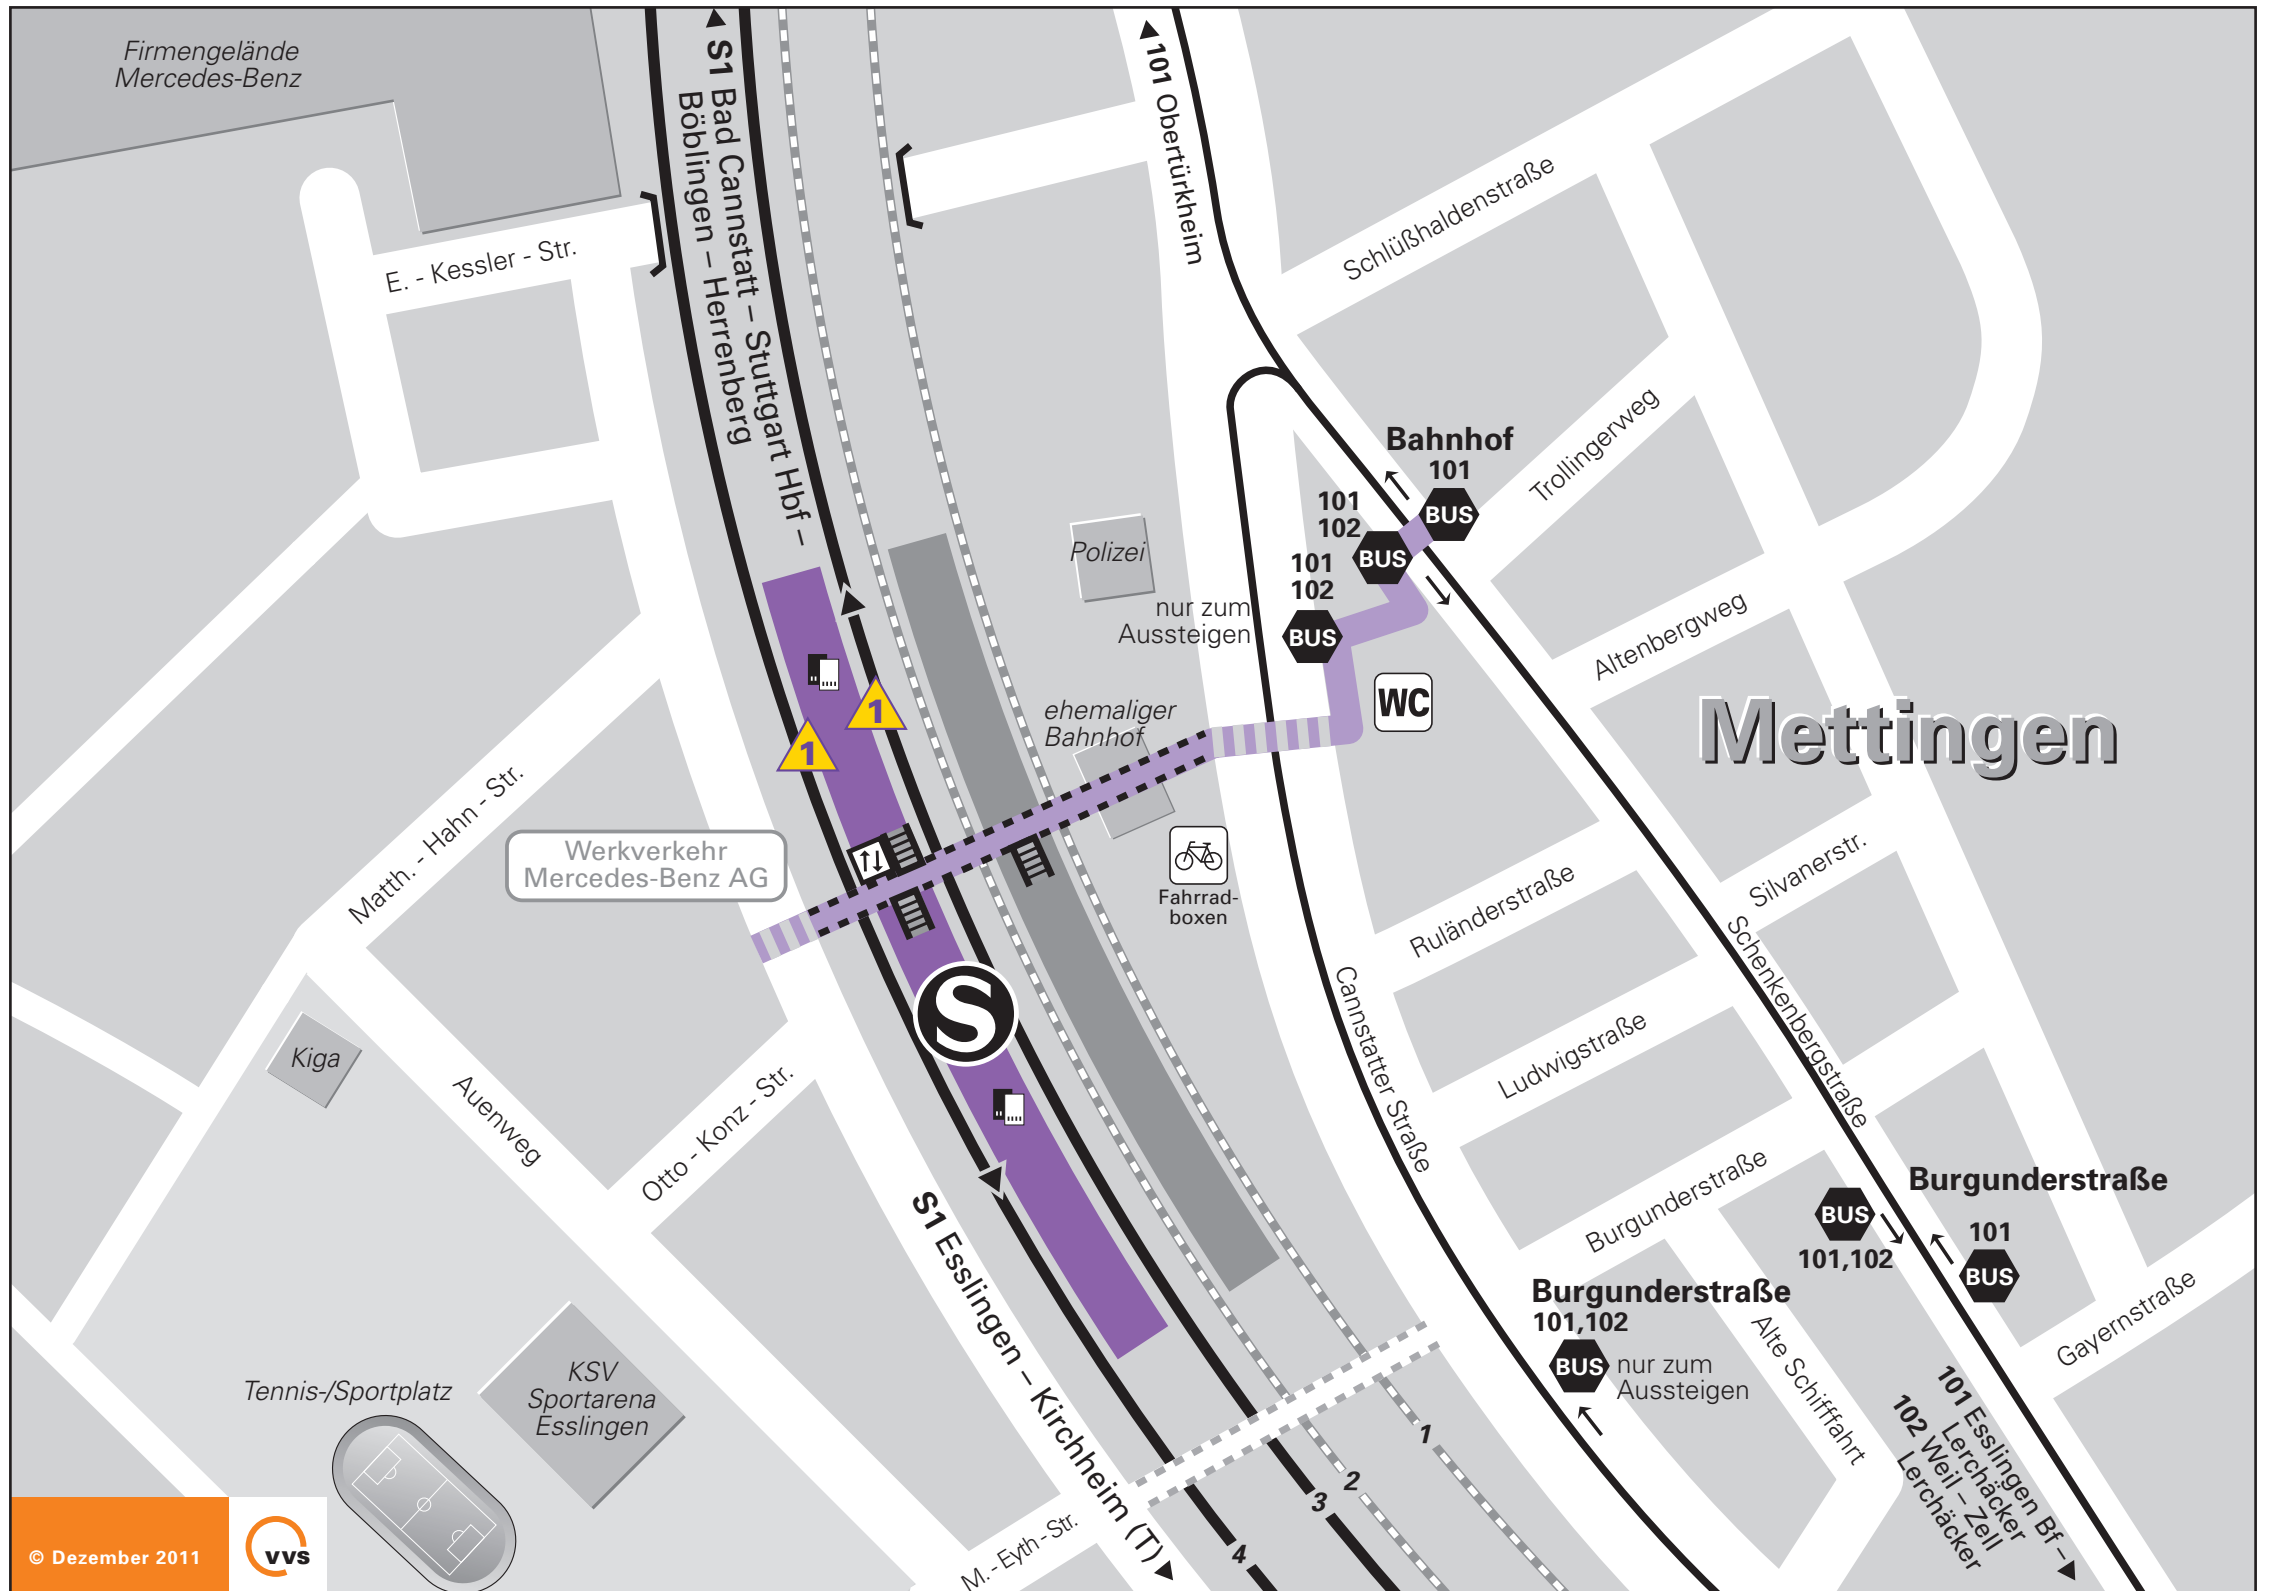 Firmengelände
Mercedes-Benz
S1 Bad Cannstatt – Stuttgart Hbf –
Böblingen – Herrenberg
101 Obertürkheim
E. - Kessler - Str.
Schlüßhaldenstraße
Bahnhof
101
BUS
101
102
BUS
101
102
BUS
nur zum
Aussteigen
Trollingerweg
Polizei
Altenbergweg
WC
Mettingen
ehemaliger
Bahnhof
1
1
Matth. - Hahn - Str.
Werkverkehr
Mercedes-Benz AG
Fahrrad-
boxen
Silvanerstr.
Ruländerstraße
Schenkenbergstraße
Cannstatter Straße
Ludwigstraße
S
Kiga
Auenweg
Otto - Konz - Str.
Burgunderstraße
Burgunderstraße
101
BUS
BUS
101,102
S1 Esslingen – Kirchheim (T)
Burgunderstraße
101,102
BUS
nur zum
Aussteigen
Alte Schifffahrt
Gayernstraße
Tennis-/Sportplatz
KSV
Sportarena
Esslingen
1
2
3
4
101 Esslingen Bf –
Lerchäcker
102 Weil – Zell
Lerchäcker
M. - Eyth - Str.
© Dezember 2011
vvs